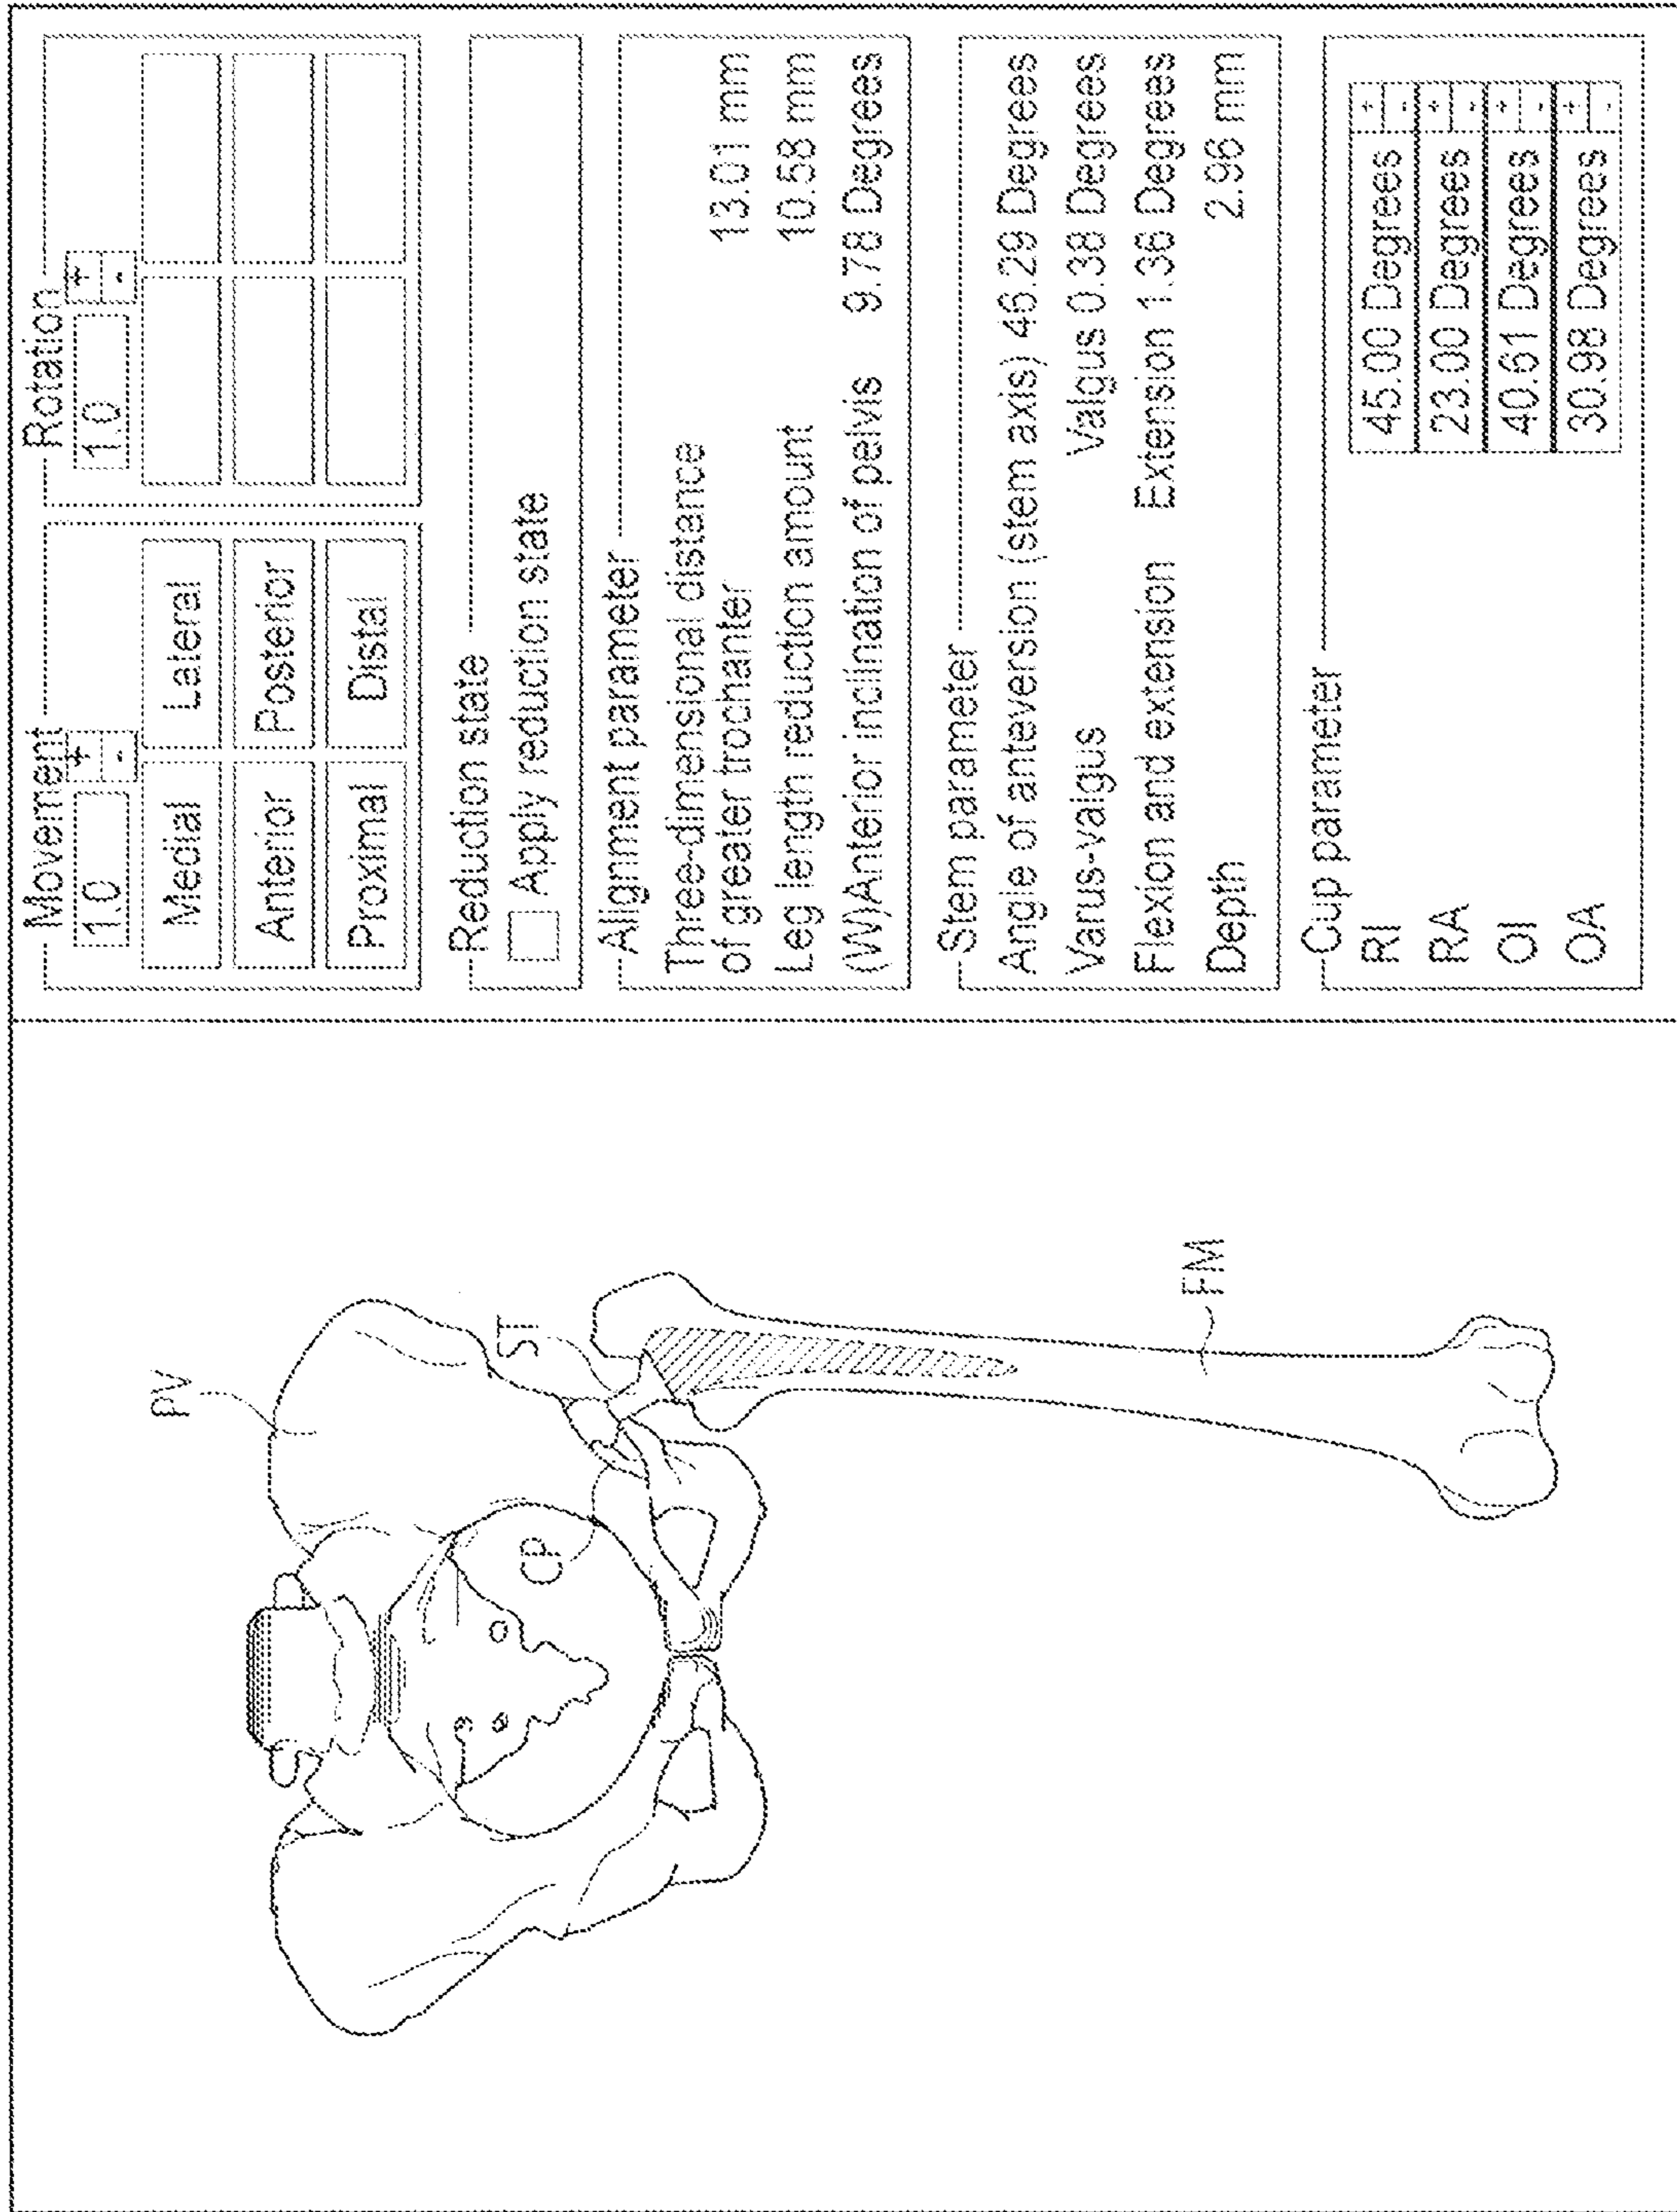 PV
ST
CP
FM
Movement
1.0 + -
Medial Lateral
Anterior Posterior
Proximal Distal
Rotation
1.0 + -
Reduction state
Apply reduction state
Alignment parameter
Three-dimensional distance
of greater trochanter 13.01 mm
Leg length reduction amount 10.58 mm
(W)Anterior inclination of pelvis 9.78 Degrees
Stem parameter
Angle of anteversion (stem axis) 46.29 Degrees
Varus-valgus Valgus 0.38 Degrees
Flexion and extension Extension 1.36 Degrees
Depth 2.96 mm
Cup parameter
RI 45.00 Degrees + -
RA 23.00 Degrees + -
OI 40.61 Degrees + -
OA 30.98 Degrees + -